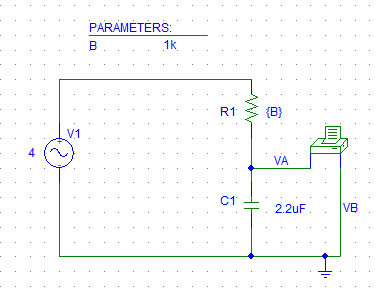 PARAMETERS:
B 1k
R1 {B}
V1
4
VA
C1
2.2uF
VB